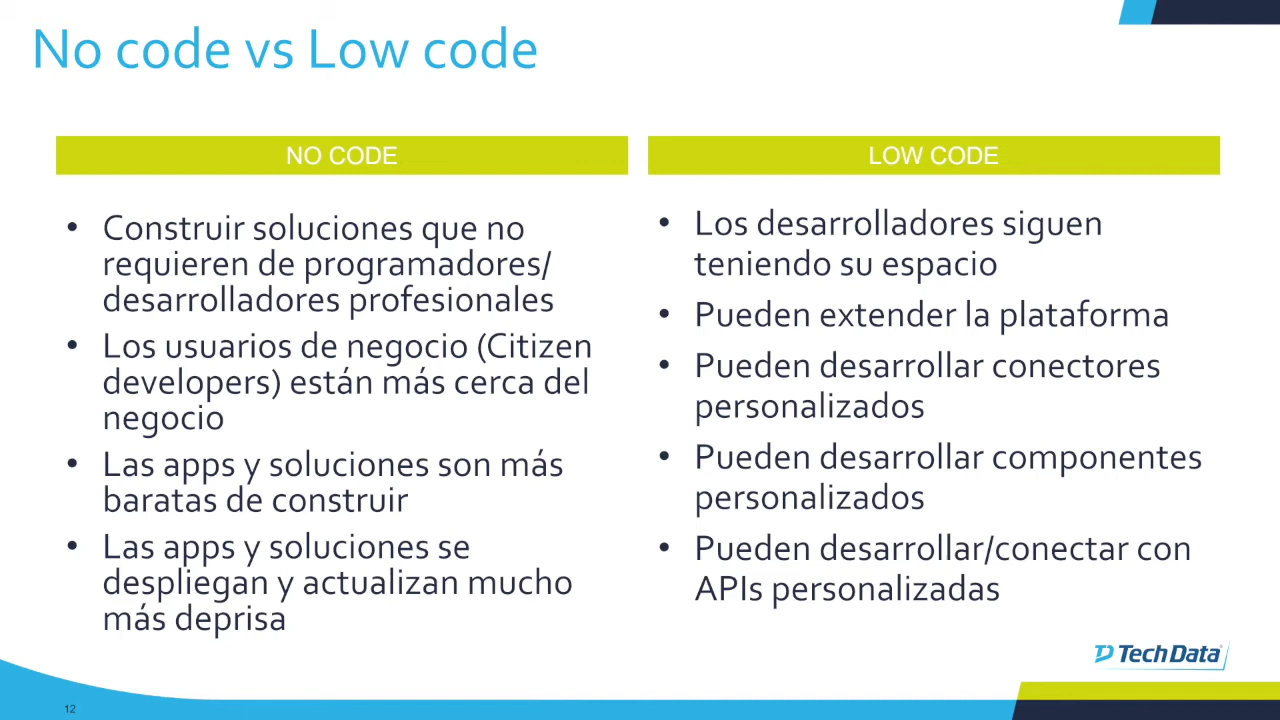 No code vs Low code
NO CODE
• Construir soluciones que no
requieren de programadores/
desarrolladores profesionales
• Los usuarios de negocio (Citizen
developers) están más cerca del
negocio
• Las apps y soluciones son más
baratas de construir
• Las apps y soluciones se
despliegan y actualizan mucho
más deprisa
LOW CODE
• Los desarrolladores siguen
teniendo su espacio
• Pueden extender la plataforma
• Pueden desarrollar conectores
personalizados
• Pueden desarrollar componentes
personalizados
• Pueden desarrollar/conectar con
APIs personalizadas
Tech Data
12